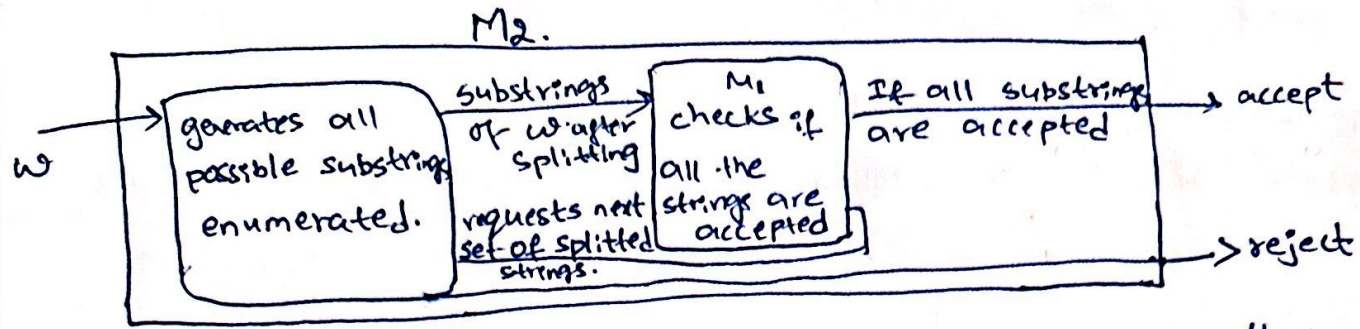 M2.
w
generates all
possible substrings
enumerated.
substrings
of w after
splitting
requests next
set of splitted
strings.
M1
checks if
all the
strings are
accepted
If all substrings
are accepted
accept
reject